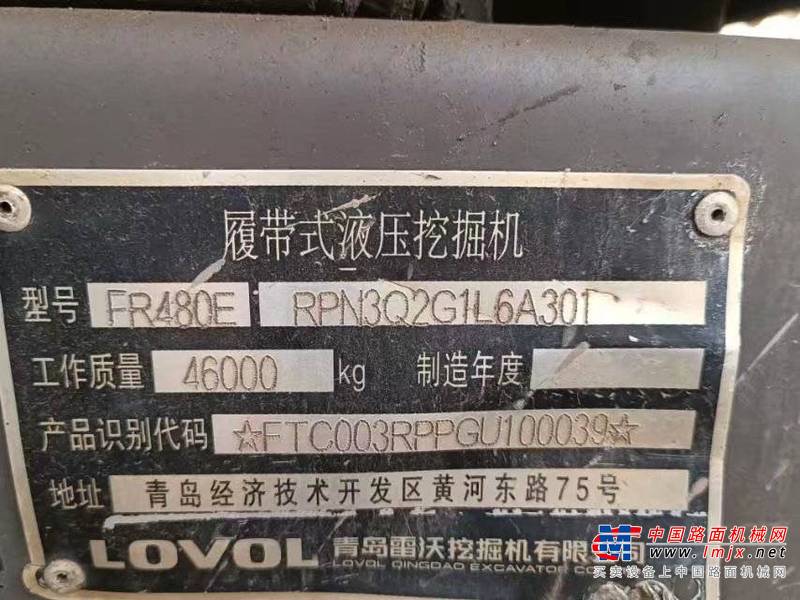 履带式液压挖掘机
型号 FR480E RPN3Q2G1L6A301
工作质量 46000 kg 制造年度
产品识别代码 ☆FTC003RPPGU100039☆
地址 青岛经济技术开发区黄河东路75号
LOVOL 青岛雷沃挖掘机有限公司
LOVOL QINGDAO EXCAVATOR CO
中国路面机械网
www.lmjx.net
买卖设备上中国路面机械网